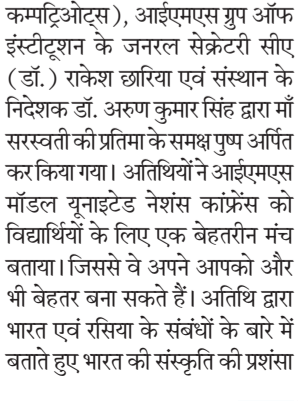 कम्पट्रिओट्स), आईएमएस ग्रुप ऑफ
इंस्टीटूशन के जनरल सेक्रेटरी सीए
(डॉ.) राकेश छारिया एवं संस्थान के
निदेशक डॉ. अरुण कुमार सिंह द्वारा माँ
सरस्वती की प्रतिमा के समक्ष पुष्प अर्पित
कर किया गया। अतिथियों ने आईएमएस
मॉडल यूनाइटेड नेशंस कांफ्रेंस को
विद्यार्थियों के लिए एक बेहतरीन मंच
बताया। जिससे वे अपने आपको और
भी बेहतर बना सकते हैं। अतिथि द्वारा
भारत एवं रसिया के संबंधों के बारे में
बताते हुए भारत की संस्कृति की प्रशंसा